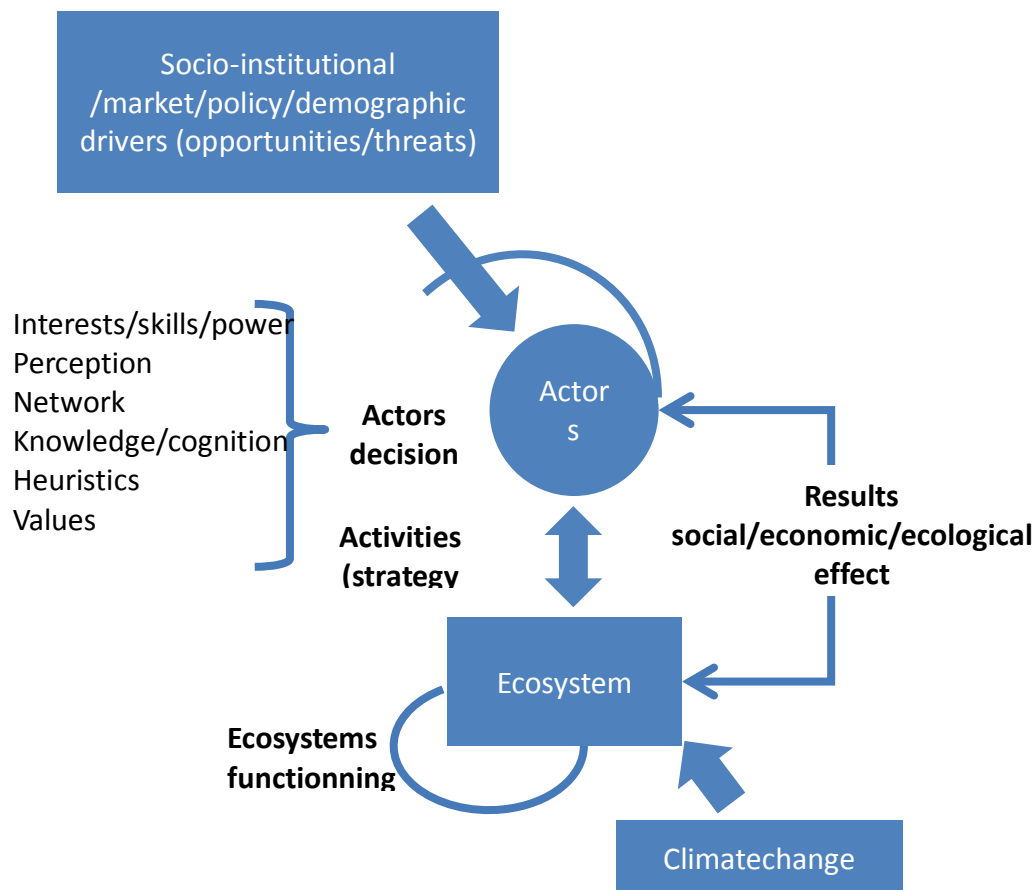 Socio-institutional
/market/policy/demographic
drivers (opportunities/threats)
Interests/skills/power
Perception
Network
Knowledge/cognition
Heuristics
Values
Actors
decision
Activities
(strategy
Actor
s
Results
social/economic/ecological
effect
Ecosystem
Ecosystems
functionning
Climatechange